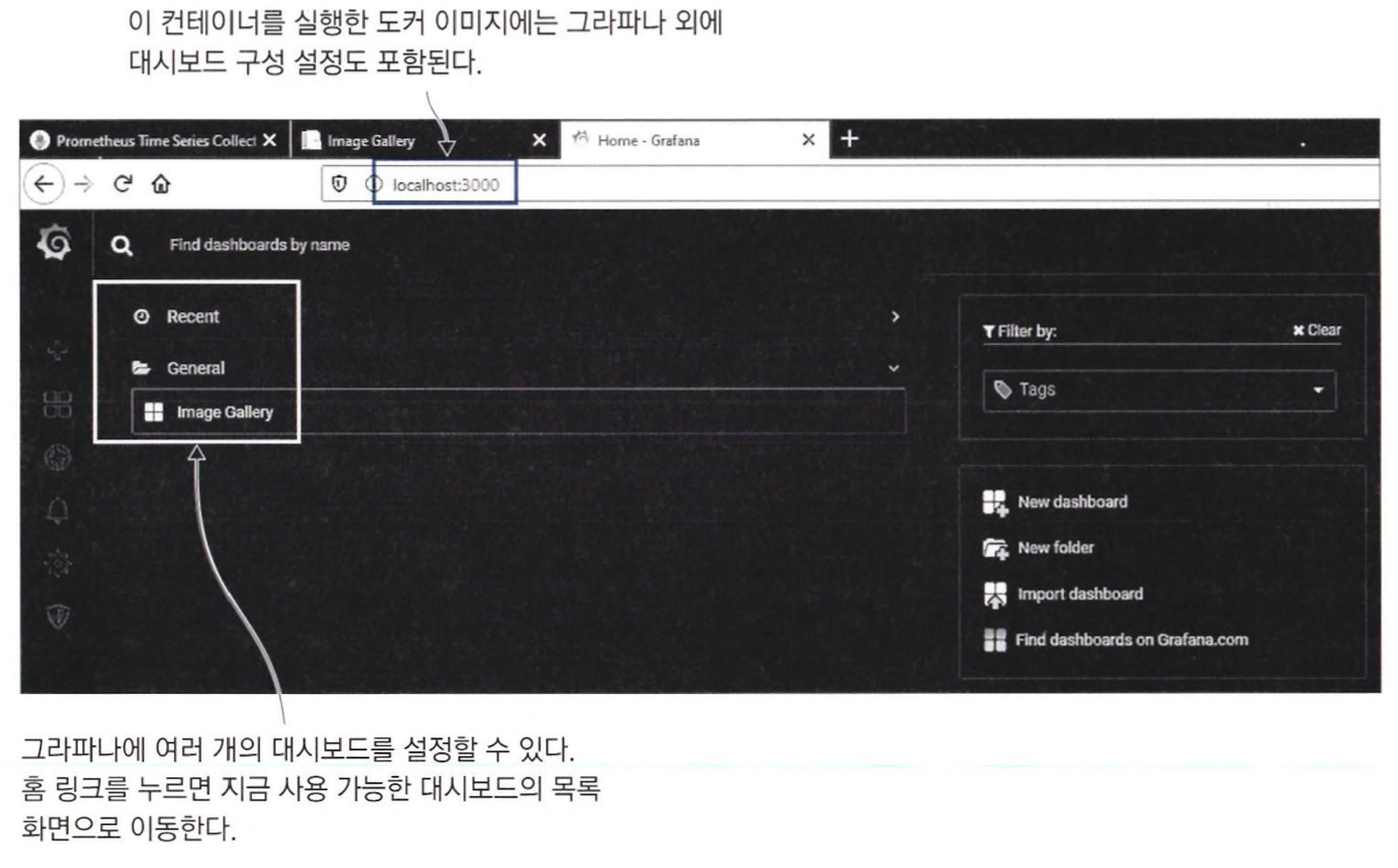 이 컨테이너를 실행한 도커 이미지에는 그라파나 외에
대시보드 구성 설정도 포함된다.
Prometheus Time Series Collect
Image Gallery
Home - Grafana
localhost:3000
Find dashboards by name
Recent
General
Image Gallery
Filter by:
Clear
Tags
New dashboard
New folder
Import dashboard
Find dashboards on Grafana.com
그라파나에 여러 개의 대시보드를 설정할 수 있다.
홈 링크를 누르면 지금 사용 가능한 대시보드의 목록
화면으로 이동한다.